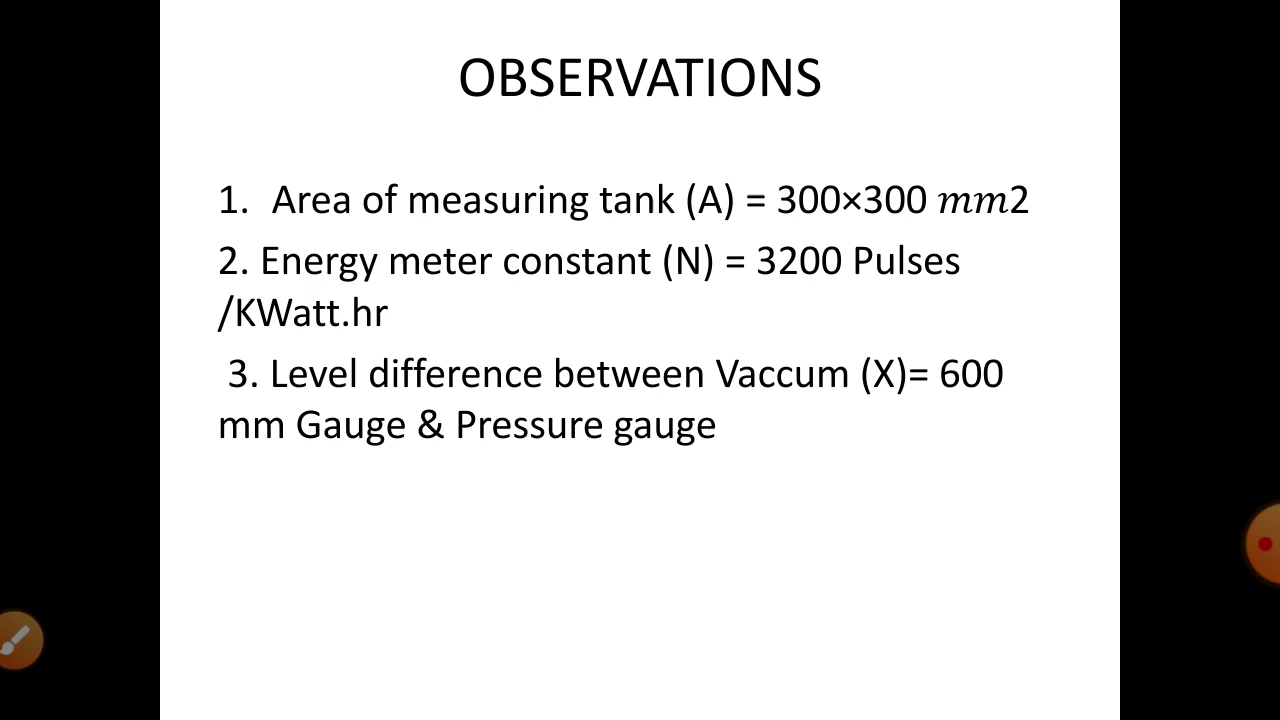 OBSERVATIONS
1. Area of measuring tank (A) = 300×300 𝑚𝑚2
2. Energy meter constant (N) = 3200 Pulses
/KWatt.hr
3. Level difference between Vaccum (X)= 600
mm Gauge & Pressure gauge